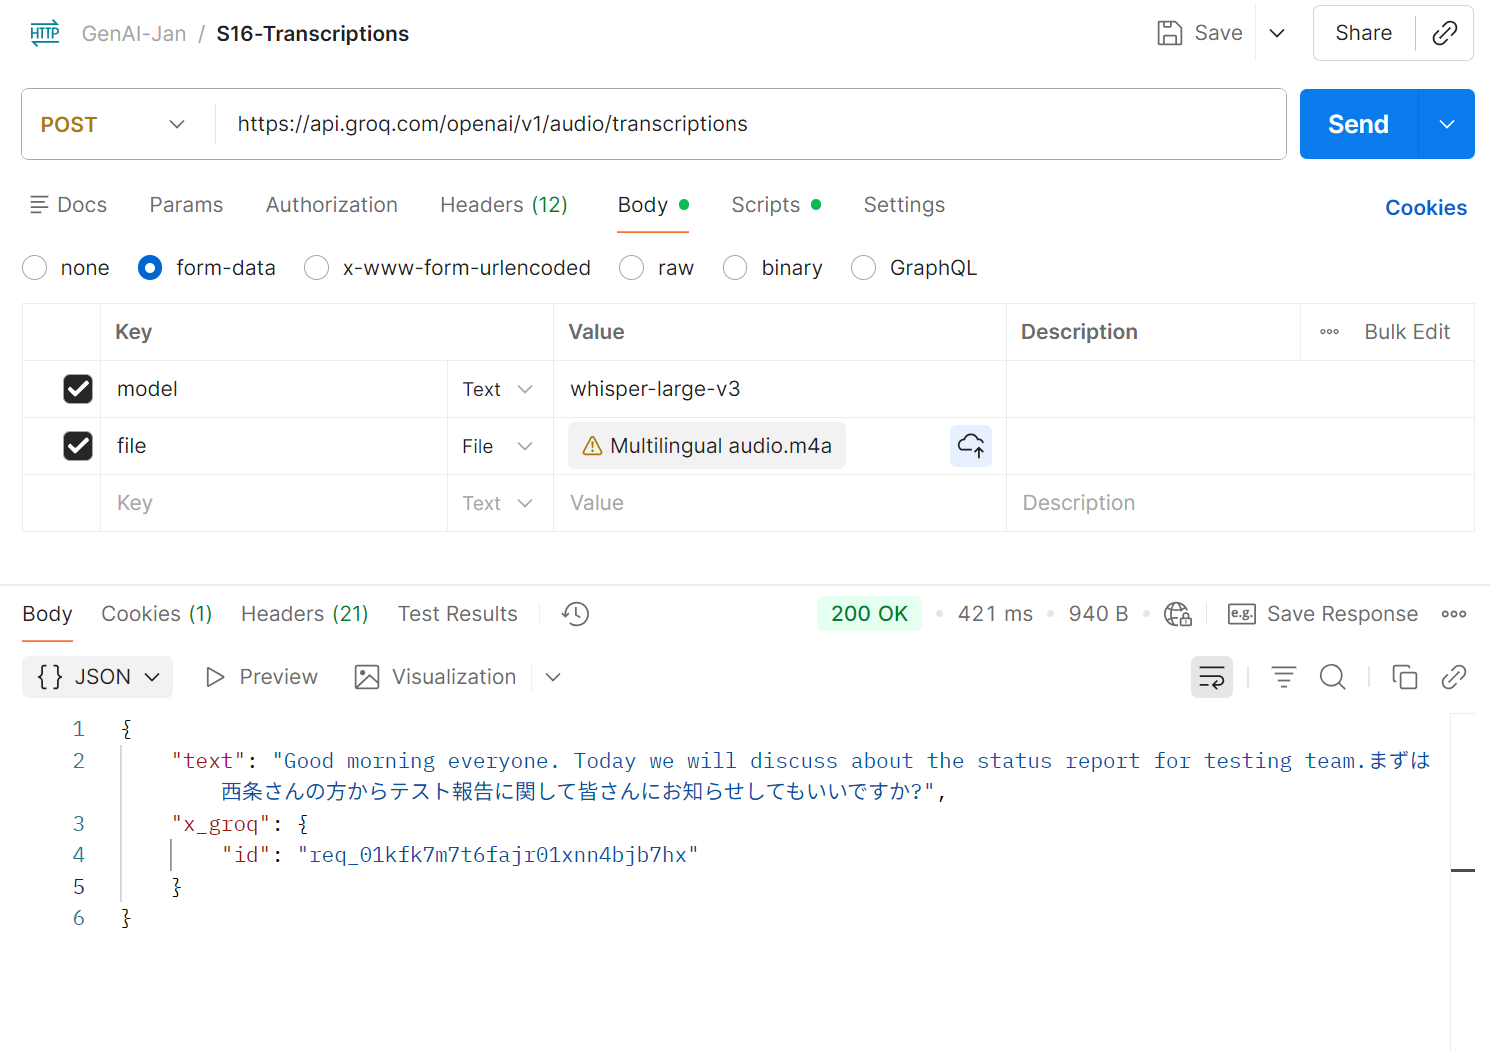 HTTP GenAI-Jan / S16-Transcriptions Save Share
POST https://api.groq.com/openai/v1/audio/transcriptions Send
Docs Params Authorization Headers (12) Body Scripts Settings Cookies
none form-data x-www-form-urlencoded raw binary GraphQL
Key Value Description Bulk Edit
model Text whisper-large-v3
file File Multilingual audio.m4a
Key Text Value Description
Body Cookies (1) Headers (21) Test Results 200 OK 421 ms 940 B e.g. Save Response
{} JSON Preview Visualization
1 {
2 "text": "Good morning everyone. Today we will discuss about the status report for testing team.まずは
西条さんの方からテスト報告に関して皆さんにお知らせしてもいいですか?",
3 "x_groq": {
4 "id": "req_01kfk7m7t6fajr01xnn4bjb7hx"
5 }
6 }